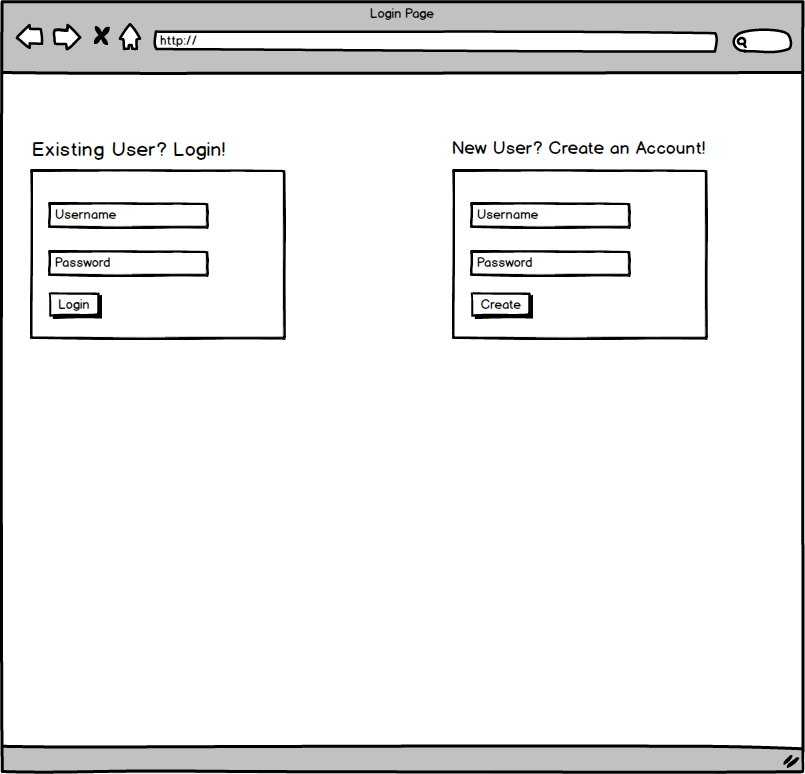 Login Page
http://
Existing User? Login!
Username
Password
Login
New User? Create an Account!
Username
Password
Create